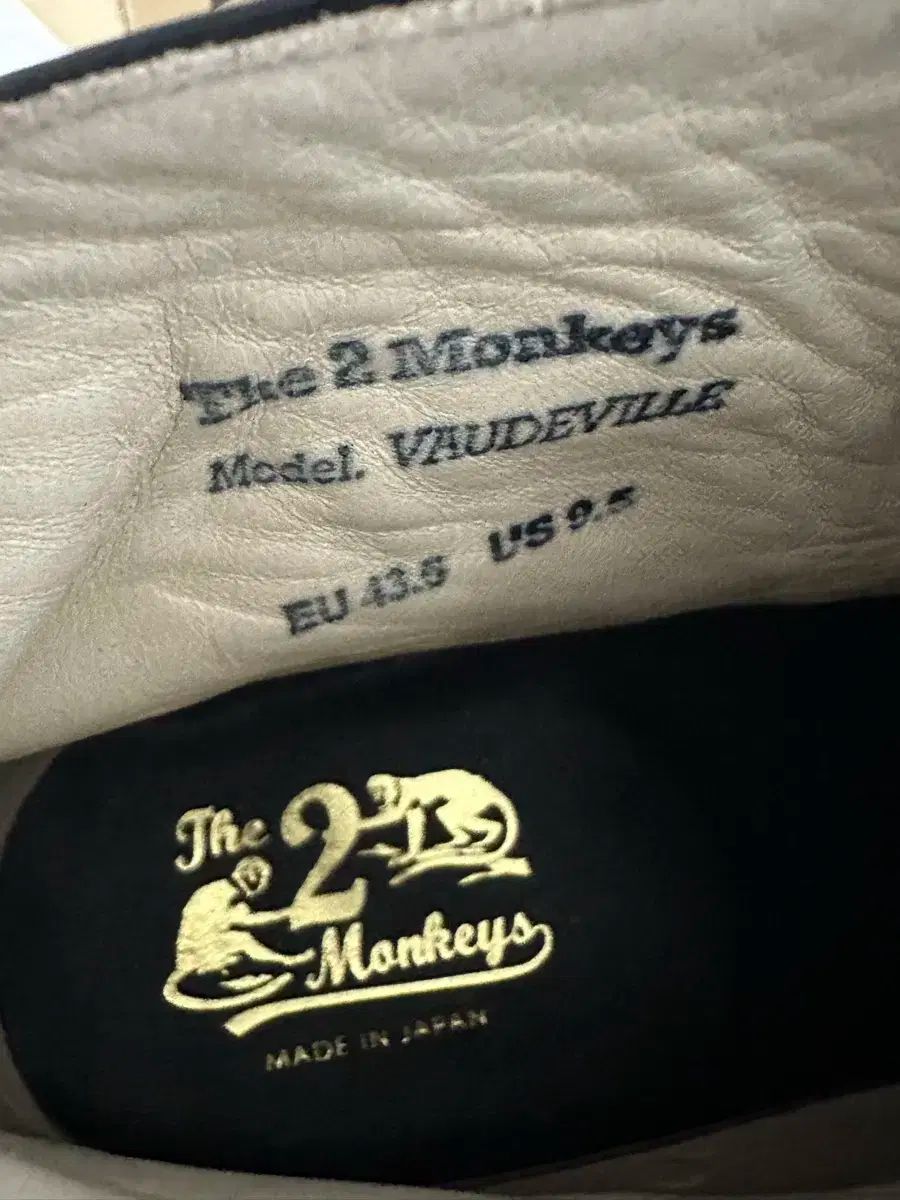 The 2 Monkeys
Model. VAUDEVILLE
EU 43.5 US 9.5
The 2
Monkeys
MADE IN JAPAN